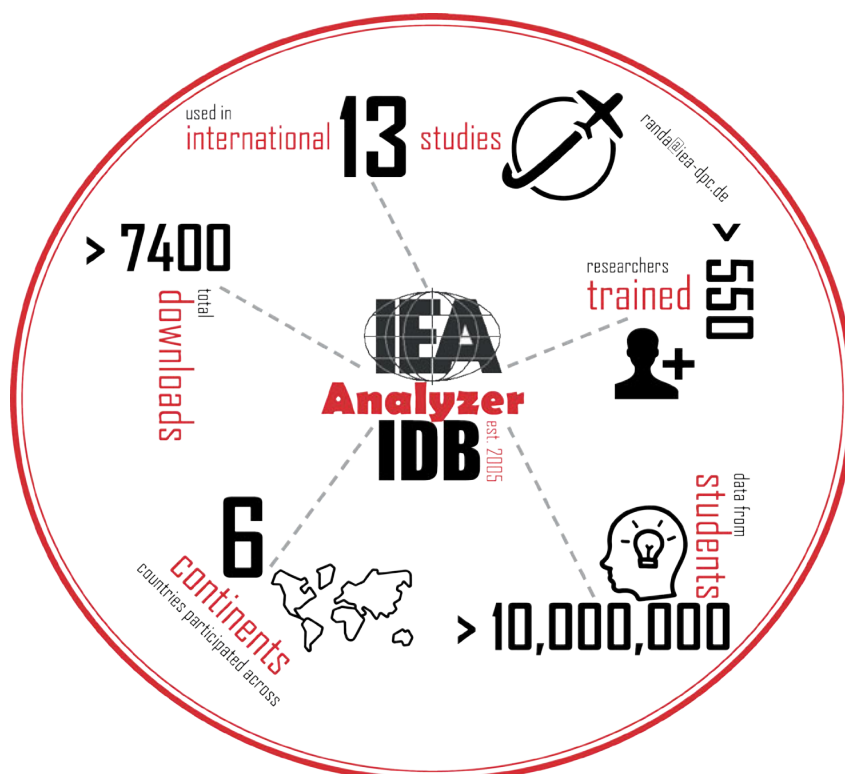 used in
international 13 studies
randa@iea-dpc.de
> 7400
total
downloads
researchers
trained
> 550
IEA
Analyzer
IDB
est. 2005
6
continents
countries participated across
data from
students
> 10,000,000